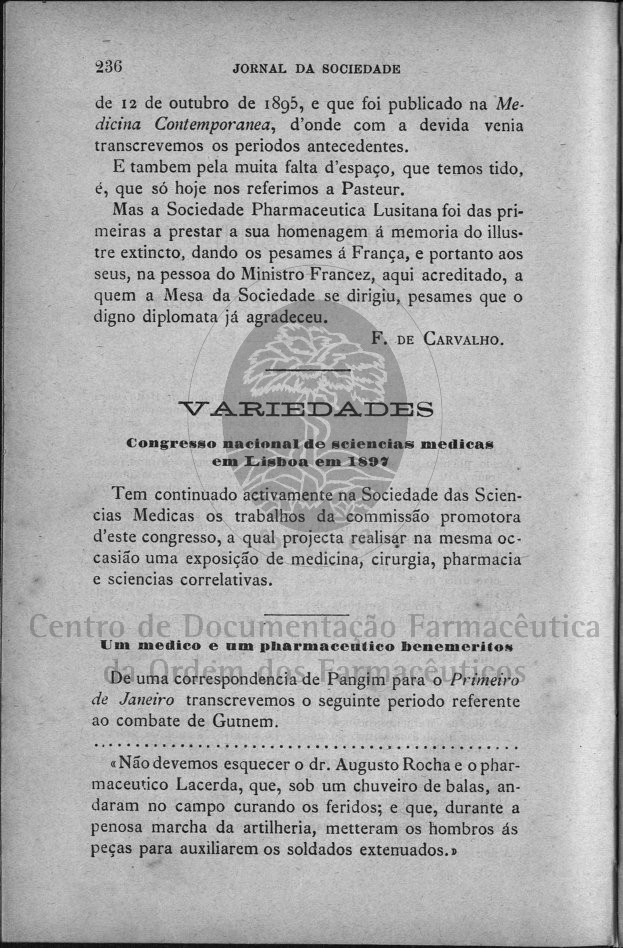 236 JORNAL DA SOCIEDADE
de 12 de outubro de 1895, e que foi publicado na Me-
dicina Contemporanea, d'onde com a devida venia
transcrevemos os periodos antecedentes.
E tambem pela muita falta d'espaço, que temos tido,
é, que só hoje nos referimos a Pasteur.
Mas a Sociedade Pharmaceutica Lusitana foi das pri-
meiras a prestar a sua homenagem á memoria do illus-
tre extincto, dando os pesames á França, e portanto aos
seus, na pessoa do Ministro Francez, aqui acreditado, a
quem a Mesa da Sociedade se dirigiu, pesames que o
digno diplomata já agradeceu.
F. DE CARVALHO.
VARIEDADES
Congresso nacional de sciencias medicas
em Lisboa em 1897
Tem continuado activamente na Sociedade das Scien-
cias Medicas os trabalhos da commissão promotora
d'este congresso, a qual projecta realisar na mesma oc-
casião uma exposição de medicina, cirurgia, pharmacia
e sciencias correlativas.
Centro de Documentação Farmacêutica
Um medico e um pharmaceutico benemeritos
da Ordem dos Farmacêuticos
De uma correspondencia de Pangim para o Primeiro
de Janeiro transcrevemos o seguinte periodo referente
ao combate de Gutnem.
. . . . . . . . . . . . . . . . . . . . . . . . . . . . . . . . . . . . . . . . . . . . . . .
«Não devemos esquecer o dr. Augusto Rocha e o phar-
maceutico Lacerda, que, sob um chuveiro de balas, an-
daram no campo curando os feridos; e que, durante a
penosa marcha da artilheria, metteram os hombros ás
peças para auxiliarem os soldados extenuados.»